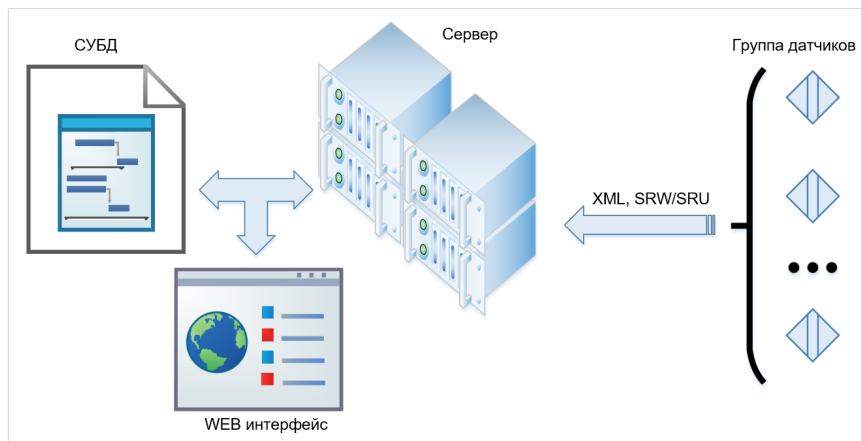 СУБД
Сервер
Группа датчиков
XML, SRW/SRU
WEB интерфейс